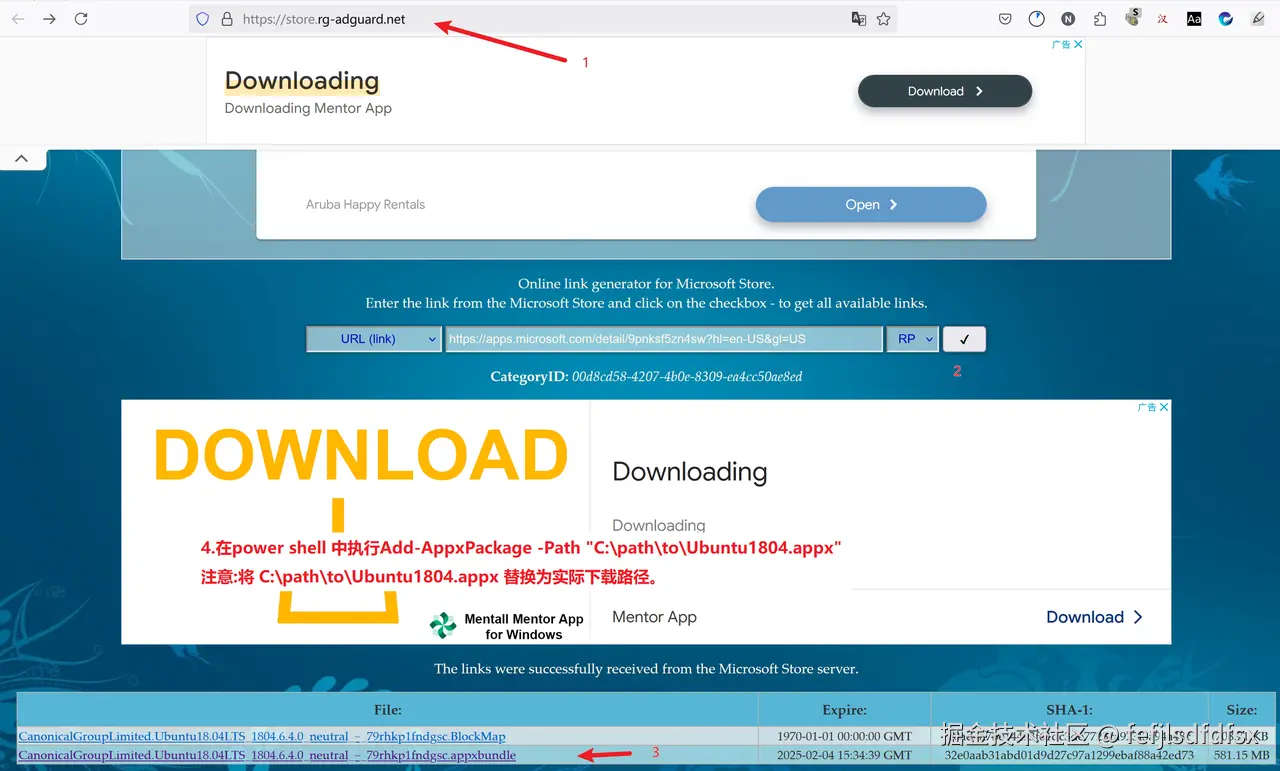 https://store.rg-adguard.net
1
广告
Downloading
Downloading Mentor App
Download
Aruba Happy Rentals
Open
Online link generator for Microsoft Store.
Enter the link from the Microsoft Store and click on the checkbox - to get all available links.
URL (link) https://apps.microsoft.com/detail/9pnksf5zn4sw?hl=en-US&gl=US RP ✓
2
CategoryID: 00d8cd58-4207-4b0e-8309-ea4cc50ae8ed
广告
DOWNLOAD
Downloading
Downloading
4.在power shell 中执行Add-AppxPackage -Path "C:\path\to\Ubuntu1804.appx"
注意:将 C:\path\to\Ubuntu1804.appx 替换为实际下载路径。
Mentall Mentor App
for Windows
Mentor App
Download
The links were successfully received from the Microsoft Store server.
File: Expire: SHA-1: Size:
CanonicalGroupLimited.Ubuntu18.04LTS_1804.6.4.0_neutral_~_79rhkp1fndgsc.BlockMap 1970-01-01 00:00:00 GMT KB
CanonicalGroupLimited.Ubuntu18.04LTS_1804.6.4.0_neutral_~_79rhkp1fndgsc.appxbundle 3 2025-02-04 15:34:39 GMT 32e0aab31abd01d9d27c97a1299ebaf88a42ed73 581.15 MB
掘金技术社区 @ fejlsdfdfsx